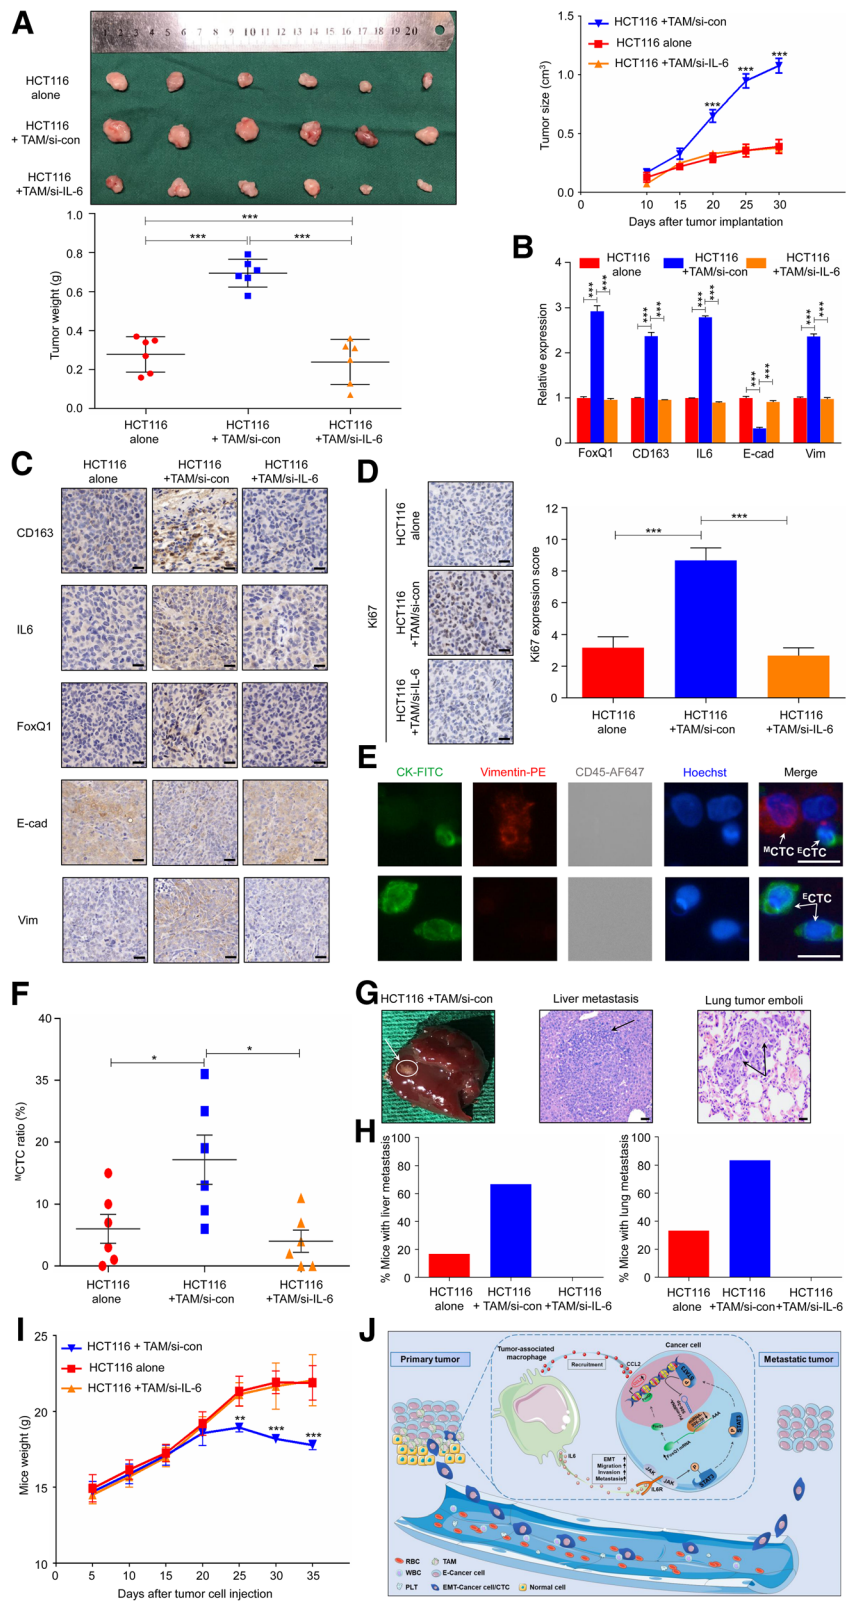 A
1 2 3 4 5 6 7 8 9 10 11 12 13 14 15 16 17 18 19 20
HCT116
alone
HCT116
+ TAM/si-con
HCT116
+TAM/si-IL-6
Tumor weight (g)
1.0
0.8
0.6
0.4
0.2
0.0
***
*** ***
HCT116
alone
HCT116
+ TAM/si-con
HCT116
+TAM/si-IL-6
Tumor size (cm³)
1.5
1.0
0.5
0.0
HCT116 +TAM/si-con
HCT116 alone
HCT116 +TAM/si-IL-6
***
***
***
0 10 15 20 25 30
Days after tumor implantation
B
HCT116
alone
HCT116
+TAM/si-con
HCT116
+TAM/si-IL-6
Relative expression
4
3
2
1
0
*** *** *** *** *** *** *** *** *** ***
FoxQ1 CD163 IL6 E-cad Vim
C
HCT116
alone
HCT116
+TAM/si-con
HCT116
+TAM/si-IL-6
CD163
IL6
FoxQ1
E-cad
Vim
D
Ki67
HCT116
alone
HCT116
+TAM/si-con
HCT116
+TAM/si-IL-6
Ki67 expression score
12
10
8
6
4
2
0
*** ***
HCT116
alone
HCT116
+TAM/si-con
HCT116
+TAM/si-IL-6
E
CK-FITC Vimentin-PE CD45-AF647 Hoechst Merge
ᴹCTC ᴱCTC
ᴱCTC
F
ᴹCTC ratio (%)
40
35
20
10
0
* *
HCT116
alone
HCT116
+TAM/si-con
HCT116
+TAM/si-IL-6
G
HCT116 +TAM/si-con
Liver metastasis
Lung tumor emboli
H
% Mice with liver metastasis
100
80
60
40
20
0
HCT116
alone
HCT116
+ TAM/si-con
HCT116
+TAM/si-IL-6
% Mice with lung metastasis
100
80
60
40
20
0
HCT116
alone
HCT116
+TAM/si-con
HCT116
+TAM/si-IL-6
I
Mice weight (g)
25
20
15
10
HCT116 + TAM/si-con
HCT116 alone
HCT116 +TAM/si-IL-6
** *** ***
5 10 15 20 25 30 35
Days after tumor cell injection
J
Primary tumor
Tumor-associated
macrophage
Recruitment
CCL2
Cancer cell
Metastatic tumor
AAA
FoxQ1 mRNA
STAT3
IL6
EMT
Migration
Invasion
Metastasis
JAK
JAK
IL6R
STAT3
RBC
TAM
WBC
E-Cancer cell
PLT
EMT-Cancer cell/CTC
Normal cell